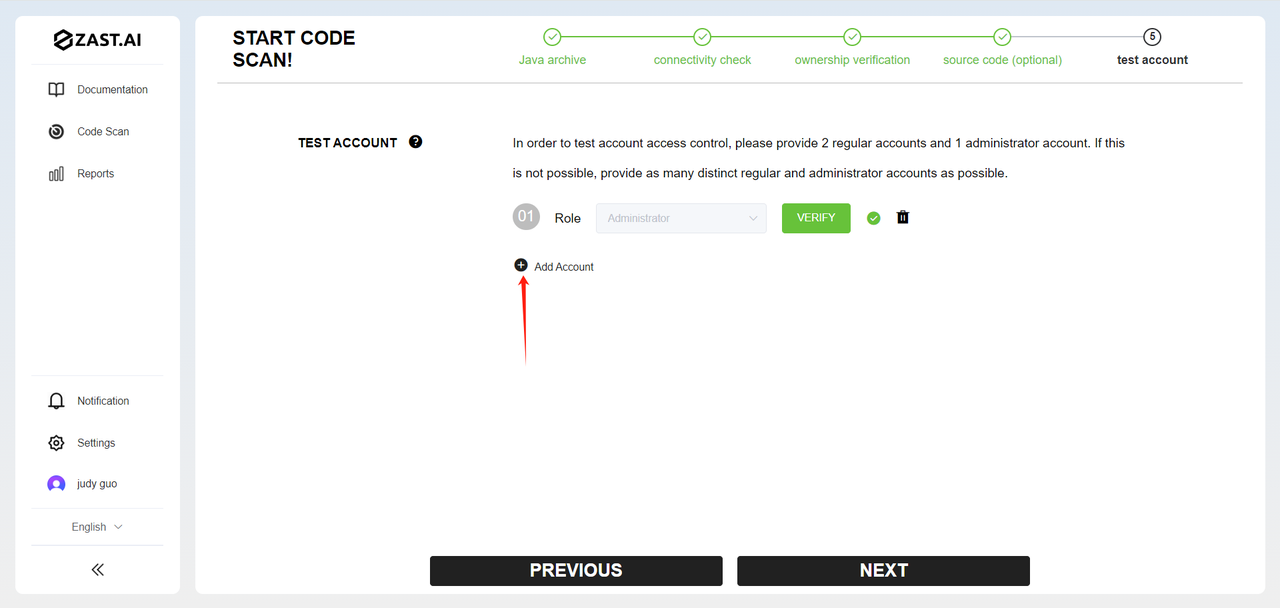 ZAST.AI
Documentation
Code Scan
Reports
Notification
Settings
judy guo
English
START CODE
SCAN!
Java archive
connectivity check
ownership verification
source code (optional)
5
test account
TEST ACCOUNT ?
In order to test account access control, please provide 2 regular accounts and 1 administrator account. If this
is not possible, provide as many distinct regular and administrator accounts as possible.
01 Role Administrator VERIFY
Add Account
PREVIOUS NEXT